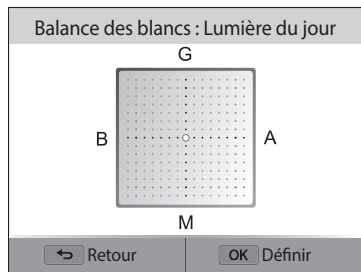 Balance des blancs : Lumière du jour
G
B A
M
Retour OK Définir